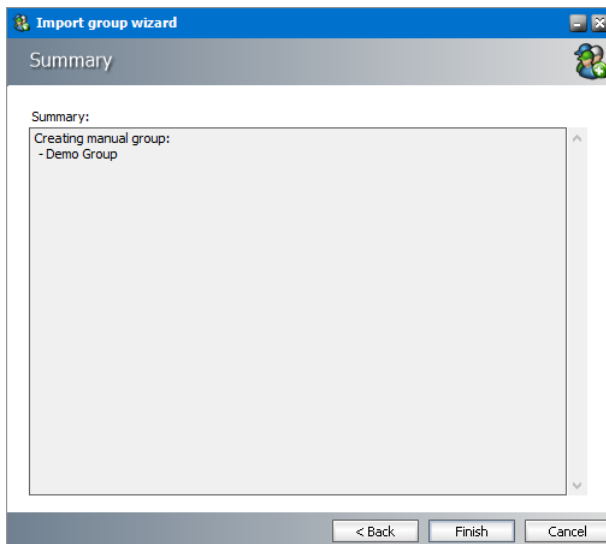 Import group wizard
Summary
Summary:
Creating manual group:
- Demo Group
< Back
Finish
Cancel